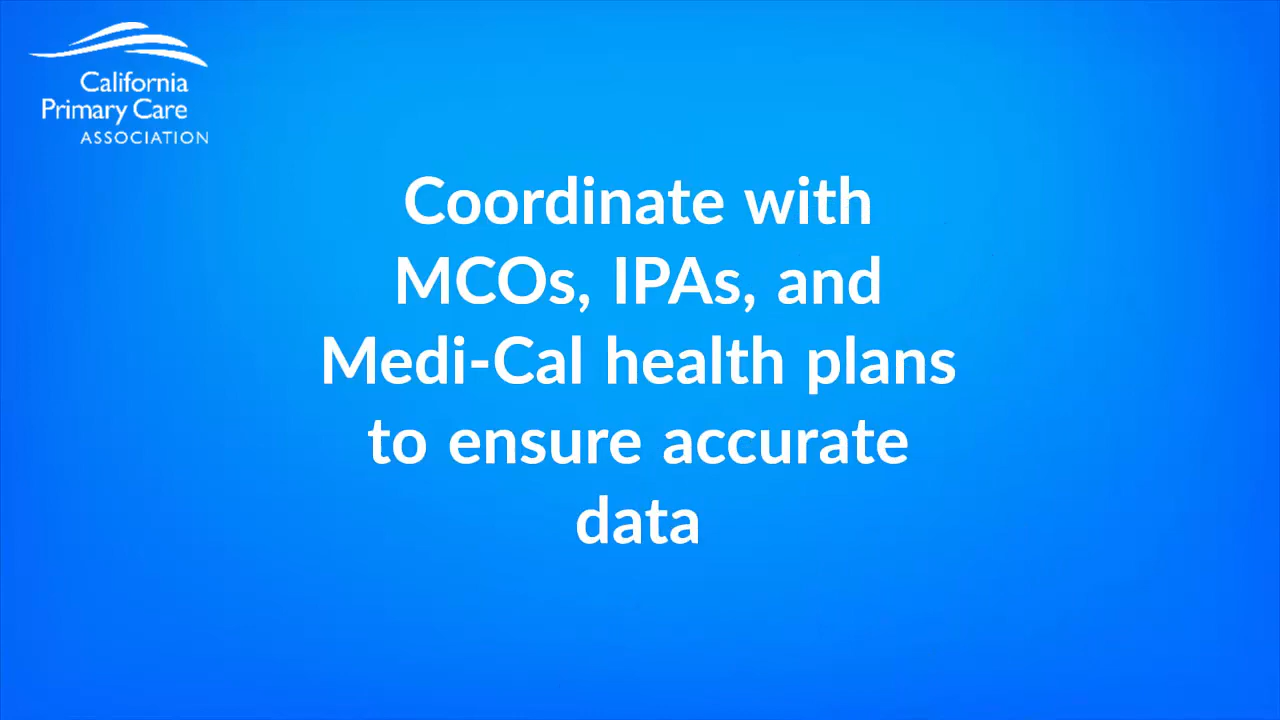 California
Primary Care
ASSOCIATION
Coordinate with
MCOs, IPAs, and
Medi-Cal health plans
to ensure accurate
data